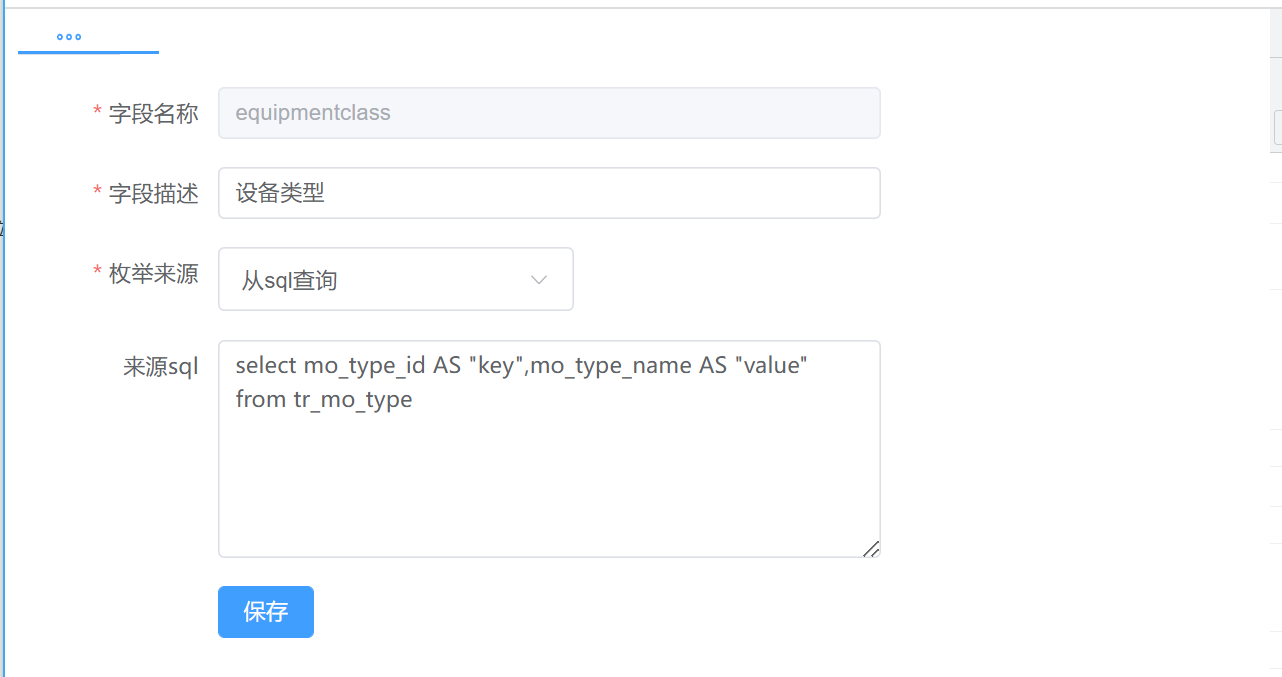 * 字段名称
equipmentclass
* 字段描述
设备类型
* 枚举来源
从sql查询
来源sql
select mo_type_id AS "key",mo_type_name AS "value"
from tr_mo_type
保存